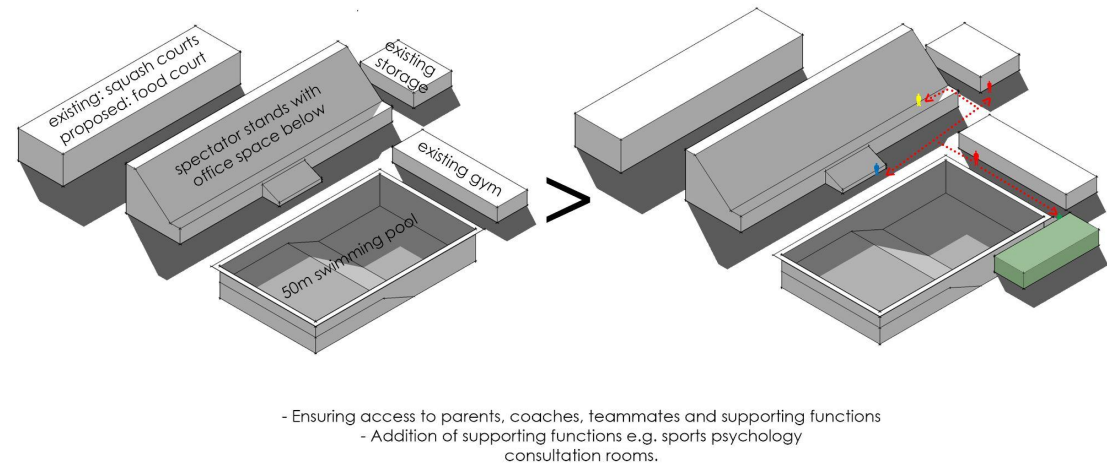 existing: squash courts
proposed: food court
existing
storage
spectator stands with
office space below
existing gym
50m swimming pool
>
- Ensuring access to parents, coaches, teammates and supporting functions
- Addition of supporting functions e.g. sports psychology
consultation rooms.